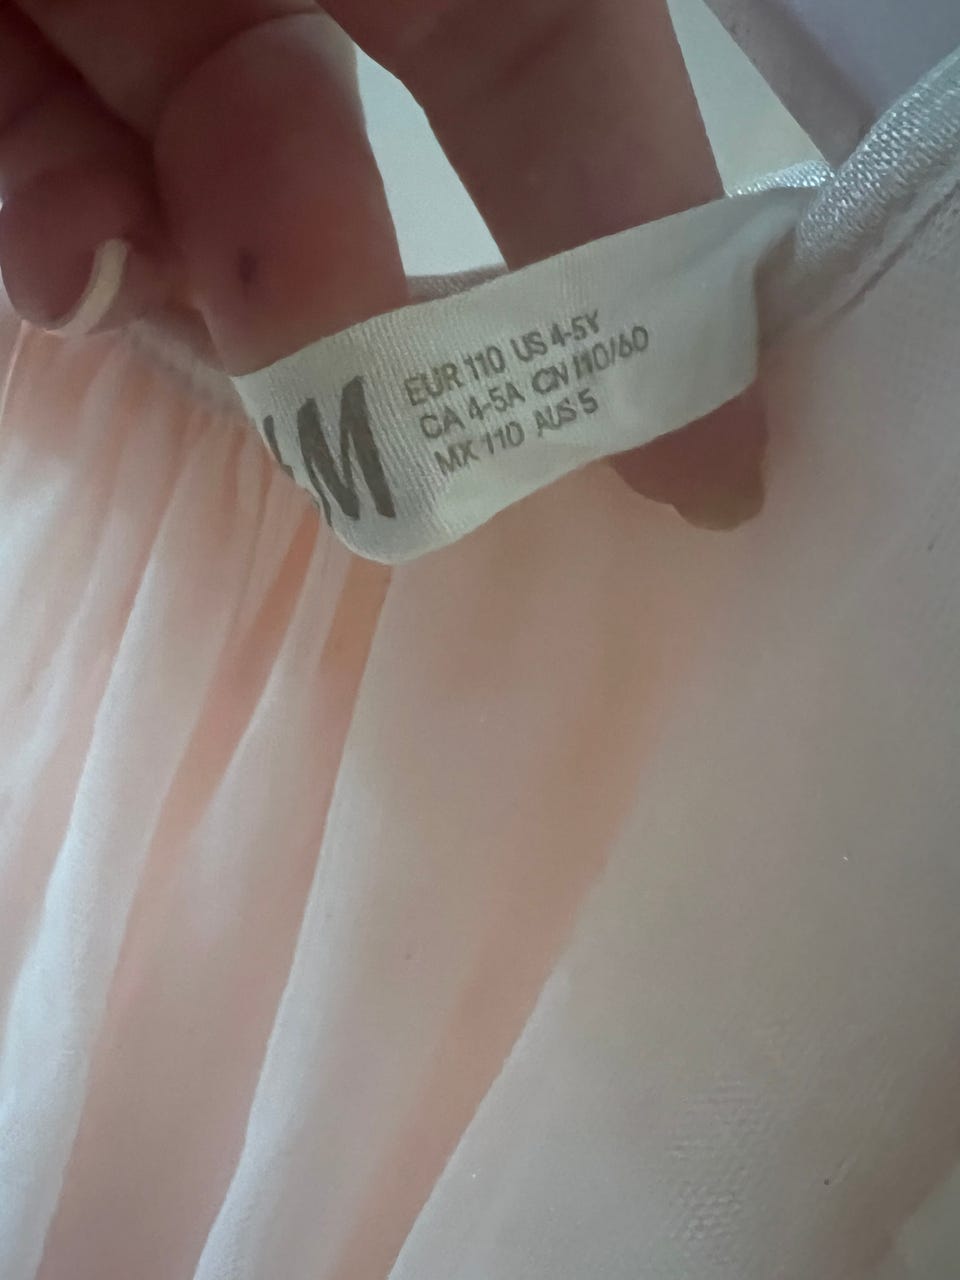 M
EUR 110 US 4-5Y
CA 4-5A CN 110/60
MX 110 AUS 5